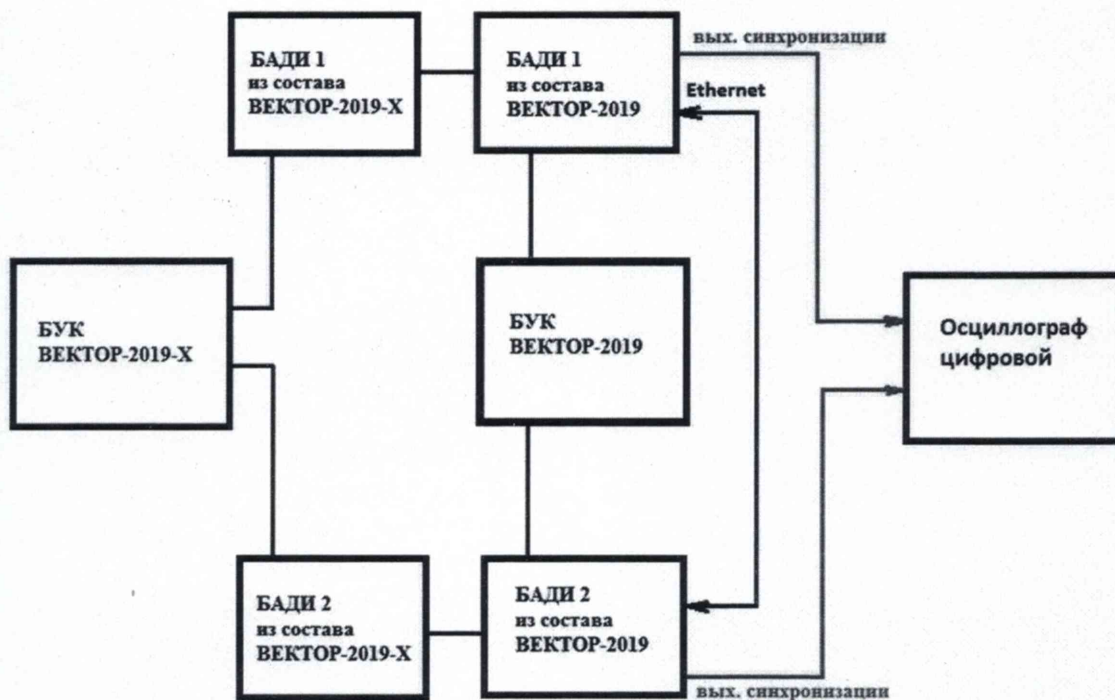 БАДИ 1
из состава
ВЕКТОР-2019-Х
БАДИ 1
из состава
ВЕКТОР-2019
вых. синхронизации
Ethernet
БУК
ВЕКТОР-2019-Х
БУК
ВЕКТОР-2019
Осциллограф
цифровой
БАДИ 2
из состава
ВЕКТОР-2019-Х
БАДИ 2
из состава
ВЕКТОР-2019
вых. синхронизации